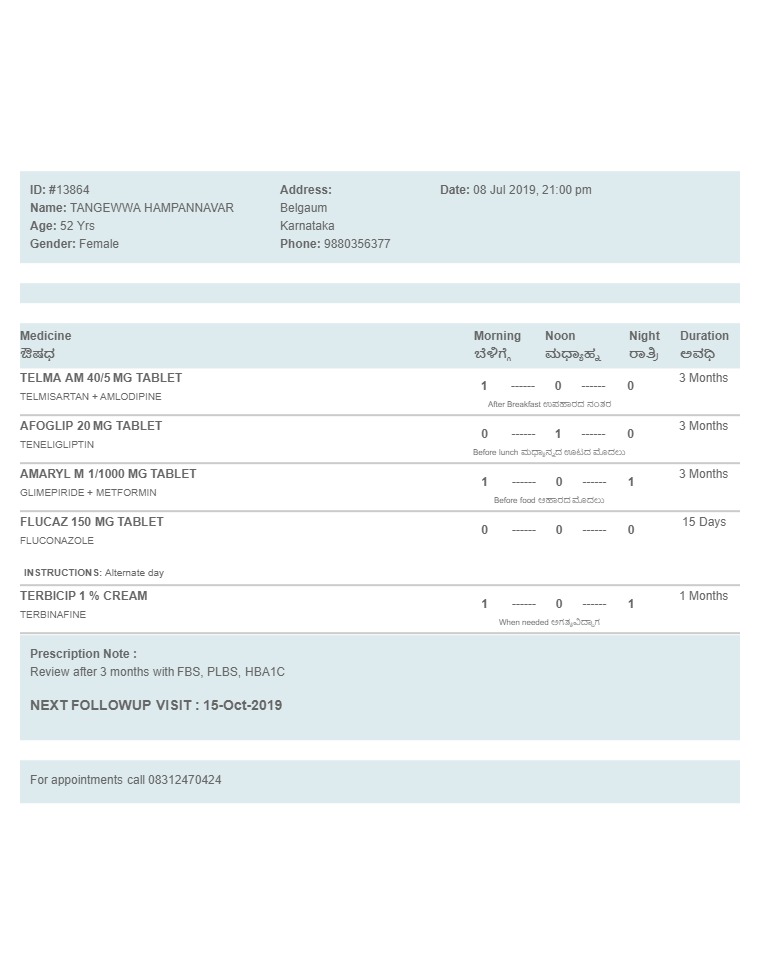 ID: #13864 Address: Date: 08 Jul 2019, 21:00 pm
Name: TANGEWWA HAMPANNAVAR Belgaum
Age: 52 Yrs Karnataka
Gender: Female Phone: 9880356377
Medicine Morning Noon Night Duration
ಔಷಧ ಬೆಳಿಗ್ಗೆ ಮಧ್ಯಾಹ್ನ ರಾತ್ರಿ ಅವಧಿ
TELMA AM 40/5 MG TABLET 1 ------ 0 ------ 0 3 Months
TELMISARTAN + AMLODIPINE
After Breakfast ಉಪಹಾರದ ನಂತರ
AFOGLIP 20 MG TABLET 0 ------ 1 ------ 0 3 Months
TENELIGLIPTIN
Before lunch ಮಧ್ಯಾನ್ನದ ಊಟದ ಮೊದಲು
AMARYL M 1/1000 MG TABLET 1 ------ 0 ------ 1 3 Months
GLIMEPIRIDE + METFORMIN
Before food ಆಹಾರದ ಮೊದಲು
FLUCAZ 150 MG TABLET 0 ------ 0 ------ 0 15 Days
FLUCONAZOLE
INSTRUCTIONS: Alternate day
TERBICIP 1 % CREAM 1 ------ 0 ------ 1 1 Months
TERBINAFINE
When needed ಅಗತ್ಯವಿದ್ದಾಗ
Prescription Note :
Review after 3 months with FBS, PLBS, HBA1C
NEXT FOLLOWUP VISIT : 15-Oct-2019
For appointments call 08312470424